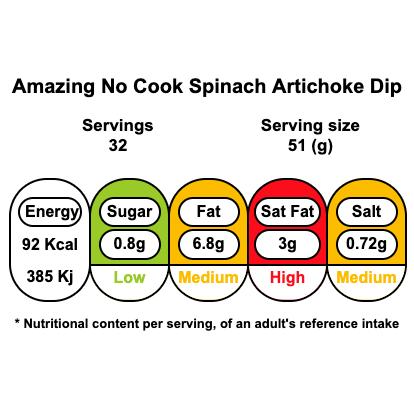 Amazing No Cook Spinach Artichoke Dip
Servings
32
Serving size
51 (g)
Energy
92 Kcal
385 Kj
Sugar
0.8g
Low
Fat
6.8g
Medium
Sat Fat
3g
High
Salt
0.72g
Medium
* Nutritional content per serving, of an adult's reference intake